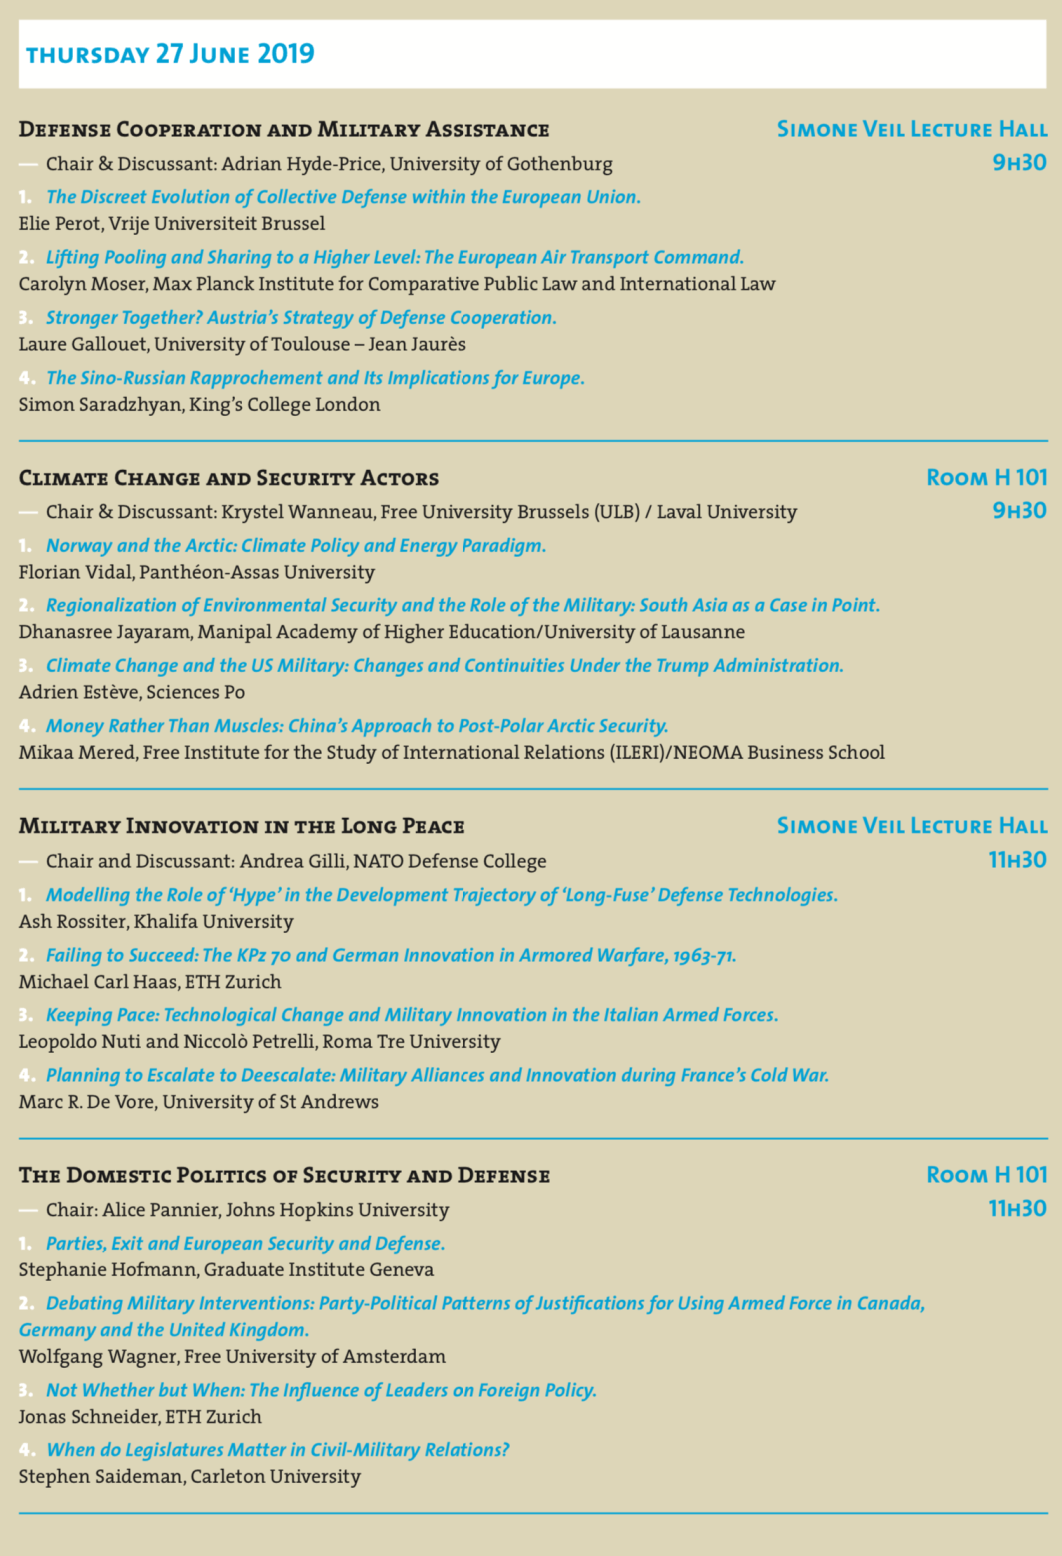 THURSDAY 27 JUNE 2019
DEFENSE COOPERATION AND MILITARY ASSISTANCE SIMONE VEIL LECTURE HALL
— Chair & Discussant: Adrian Hyde-Price, University of Gothenburg 9H30
1. The Discreet Evolution of Collective Defense within the European Union.
Elie Perot, Vrije Universiteit Brussel
2. Lifting Pooling and Sharing to a Higher Level: The European Air Transport Command.
Carolyn Moser, Max Planck Institute for Comparative Public Law and International Law
3. Stronger Together? Austria’s Strategy of Defense Cooperation.
Laure Gallouet, University of Toulouse – Jean Jaurès
4. The Sino-Russian Rapprochement and Its Implications for Europe.
Simon Saradzhyan, King’s College London
CLIMATE CHANGE AND SECURITY ACTORS ROOM H 101
— Chair & Discussant: Krystel Wanneau, Free University Brussels (ULB) / Laval University 9H30
1. Norway and the Arctic: Climate Policy and Energy Paradigm.
Florian Vidal, Panthéon-Assas University
2. Regionalization of Environmental Security and the Role of the Military: South Asia as a Case in Point.
Dhanasree Jayaram, Manipal Academy of Higher Education/University of Lausanne
3. Climate Change and the US Military: Changes and Continuities Under the Trump Administration.
Adrien Estève, Sciences Po
4. Money Rather Than Muscles: China’s Approach to Post-Polar Arctic Security.
Mikaa Mered, Free Institute for the Study of International Relations (ILERI)/NEOMA Business School
MILITARY INNOVATION IN THE LONG PEACE SIMONE VEIL LECTURE HALL
— Chair and Discussant: Andrea Gilli, NATO Defense College 11H30
1. Modelling the Role of ‘Hype’ in the Development Trajectory of ‘Long-Fuse’ Defense Technologies.
Ash Rossiter, Khalifa University
2. Failing to Succeed: The KPz 70 and German Innovation in Armored Warfare, 1963-71.
Michael Carl Haas, ETH Zurich
3. Keeping Pace: Technological Change and Military Innovation in the Italian Armed Forces.
Leopoldo Nuti and Niccolò Petrelli, Roma Tre University
4. Planning to Escalate to Deescalate: Military Alliances and Innovation during France’s Cold War.
Marc R. De Vore, University of St Andrews
THE DOMESTIC POLITICS OF SECURITY AND DEFENSE ROOM H 101
— Chair: Alice Pannier, Johns Hopkins University 11H30
1. Parties, Exit and European Security and Defense.
Stephanie Hofmann, Graduate Institute Geneva
2. Debating Military Interventions: Party-Political Patterns of Justifications for Using Armed Force in Canada,
Germany and the United Kingdom.
Wolfgang Wagner, Free University of Amsterdam
3. Not Whether but When: The Influence of Leaders on Foreign Policy.
Jonas Schneider, ETH Zurich
4. When do Legislatures Matter in Civil-Military Relations?
Stephen Saideman, Carleton University